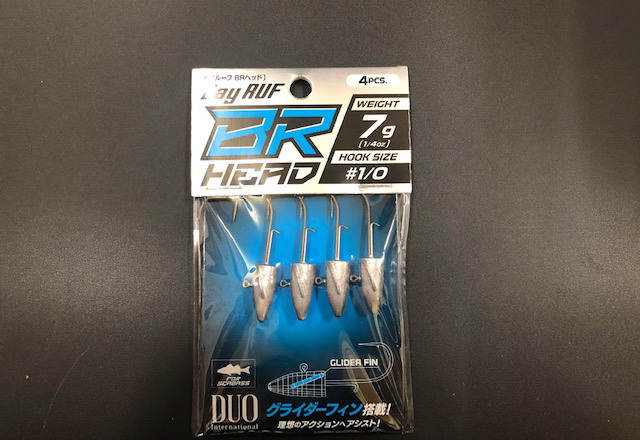 ルーフ BRヘッド]
4PCS.
Bay RUF
WEIGHT
7g
[1/4oz]
BR
HEAD
HOOK SIZE
#1/0
GLIDER FIN
FOR
SEABASS
DUO
International
グライダーフィン搭載!
理想のアクションへアシスト!